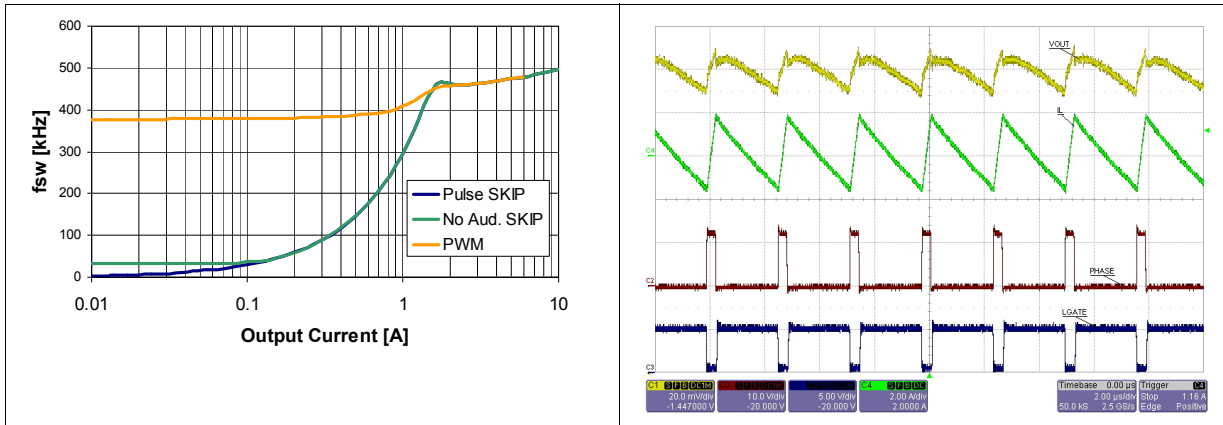 600
500
400
300
200
100
0
fsw [kHz]
0.01
0.1
1
10
Output Current [A]
Pulse SKIP
No Aud. SKIP
PWM
VOUT
IL
C4
PHASE
C2
LGATE
C3
C1
20.0 mV/div
-1.447000 V
10.0 V/div
-20.000 V
5.00 V/div
-20.000 V
C4
2.00 A/div
2.0000 A
Timebase 0.00 µs
2.00 µs/div
50.0 kS 2.5 GS/s
Trigger C4
Stop 1.16 A
Edge Positive